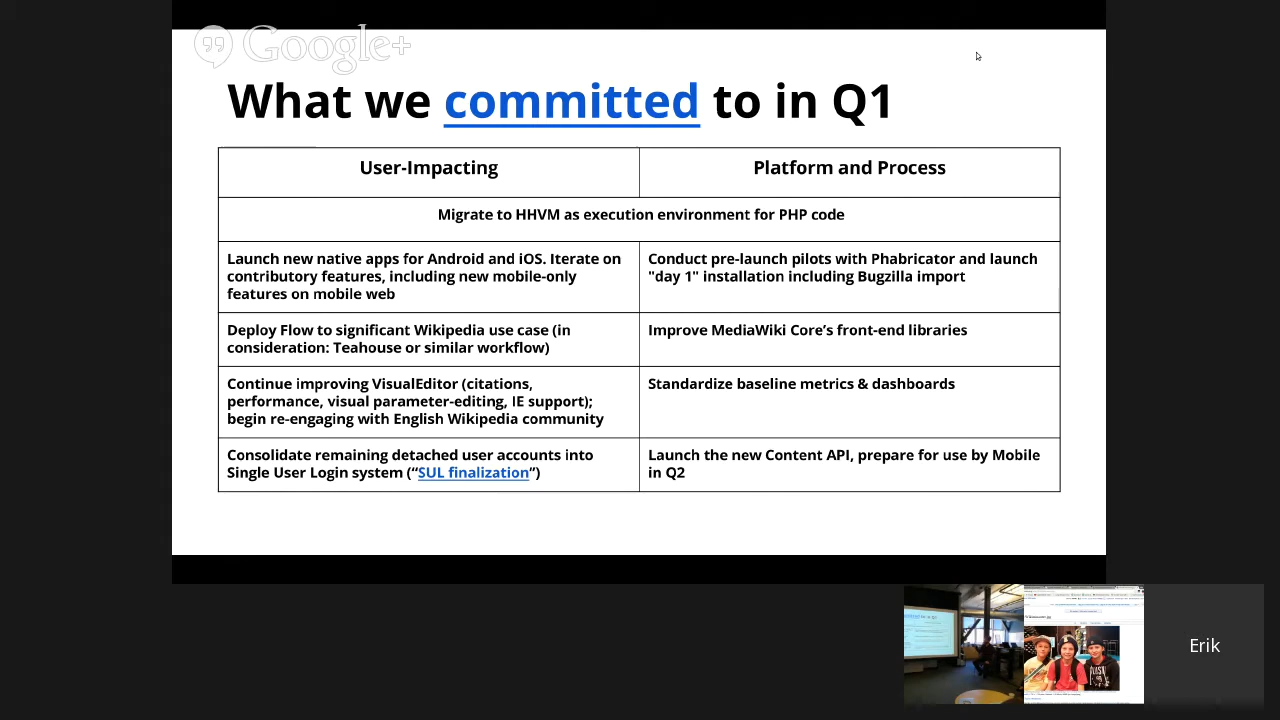 Google+
What we committed to in Q1
User-Impacting
Platform and Process
Migrate to HHVM as execution environment for PHP code
Launch new native apps for Android and iOS. Iterate on
contributory features, including new mobile-only
features on mobile web
Conduct pre-launch pilots with Phabricator and launch
"day 1" installation including Bugzilla import
Deploy Flow to significant Wikipedia use case (in
consideration: Teahouse or similar workflow)
Improve MediaWiki Core’s front-end libraries
Continue improving VisualEditor (citations,
performance, visual parameter-editing, IE support);
begin re-engaging with English Wikipedia community
Standardize baseline metrics & dashboards
Consolidate remaining detached user accounts into
Single User Login system (“SUL finalization”)
Launch the new Content API, prepare for use by Mobile
in Q2
Erik